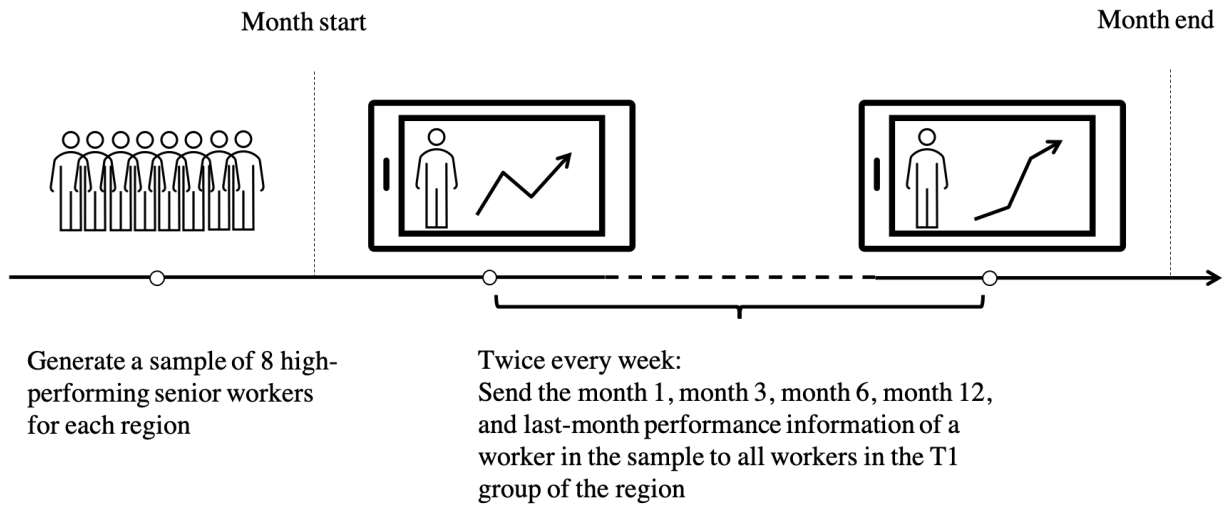 Month start
Month end
Generate a sample of 8 high-
performing senior workers
for each region
Twice every week:
Send the month 1, month 3, month 6, month 12,
and last-month performance information of a
worker in the sample to all workers in the T1
group of the region